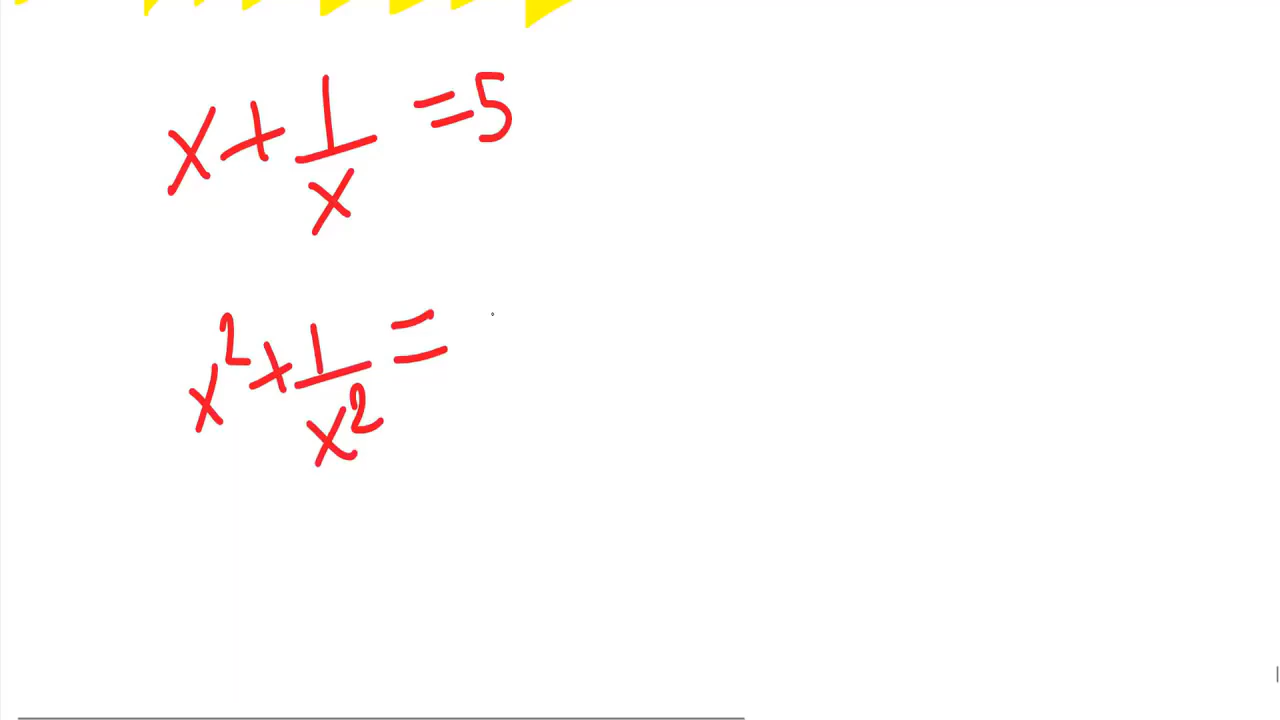 x + 1/x = 5
x² + 1/x² =